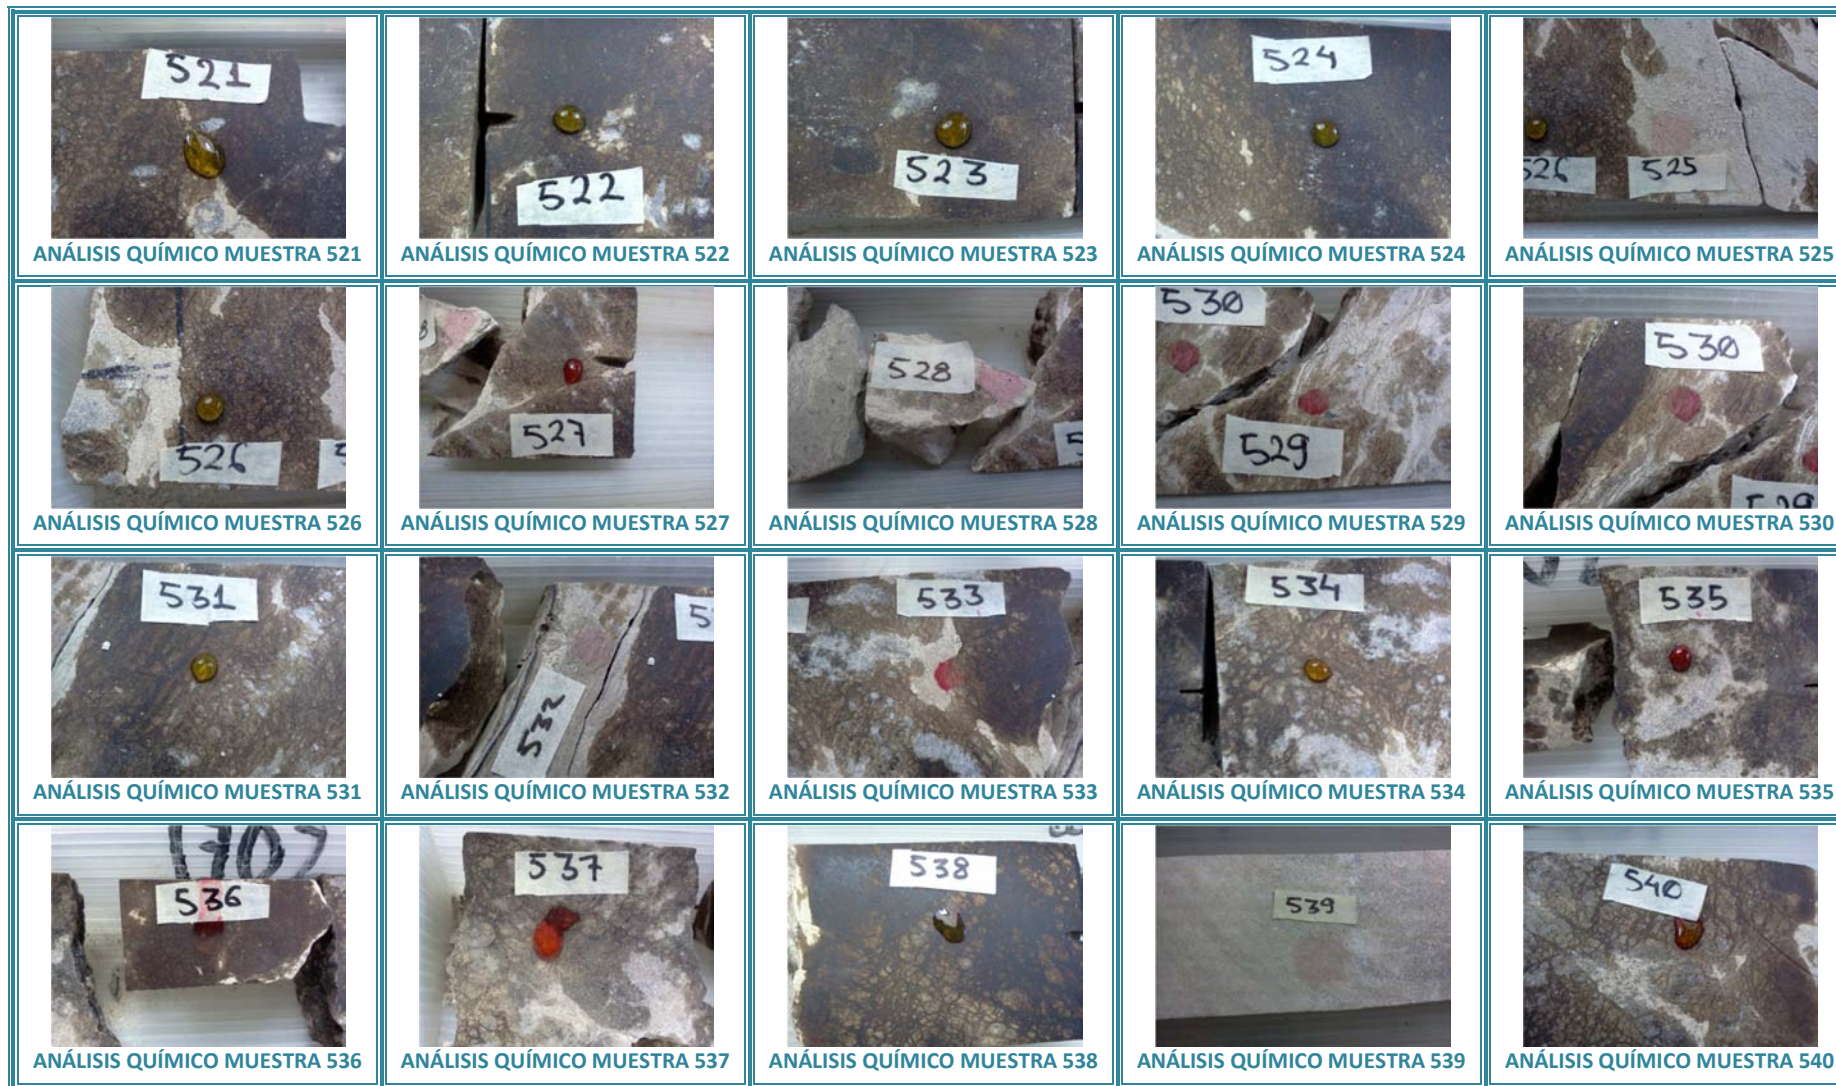 521
522
523
524
526 525
ANÁLISIS QUÍMICO MUESTRA 521
ANÁLISIS QUÍMICO MUESTRA 522
ANÁLISIS QUÍMICO MUESTRA 523
ANÁLISIS QUÍMICO MUESTRA 524
ANÁLISIS QUÍMICO MUESTRA 525
526
527
528
530
529
530
529
ANÁLISIS QUÍMICO MUESTRA 526
ANÁLISIS QUÍMICO MUESTRA 527
ANÁLISIS QUÍMICO MUESTRA 528
ANÁLISIS QUÍMICO MUESTRA 529
ANÁLISIS QUÍMICO MUESTRA 530
531
532
533
534
535
ANÁLISIS QUÍMICO MUESTRA 531
ANÁLISIS QUÍMICO MUESTRA 532
ANÁLISIS QUÍMICO MUESTRA 533
ANÁLISIS QUÍMICO MUESTRA 534
ANÁLISIS QUÍMICO MUESTRA 535
536
537
538
539
540
ANÁLISIS QUÍMICO MUESTRA 536
ANÁLISIS QUÍMICO MUESTRA 537
ANÁLISIS QUÍMICO MUESTRA 538
ANÁLISIS QUÍMICO MUESTRA 539
ANÁLISIS QUÍMICO MUESTRA 540